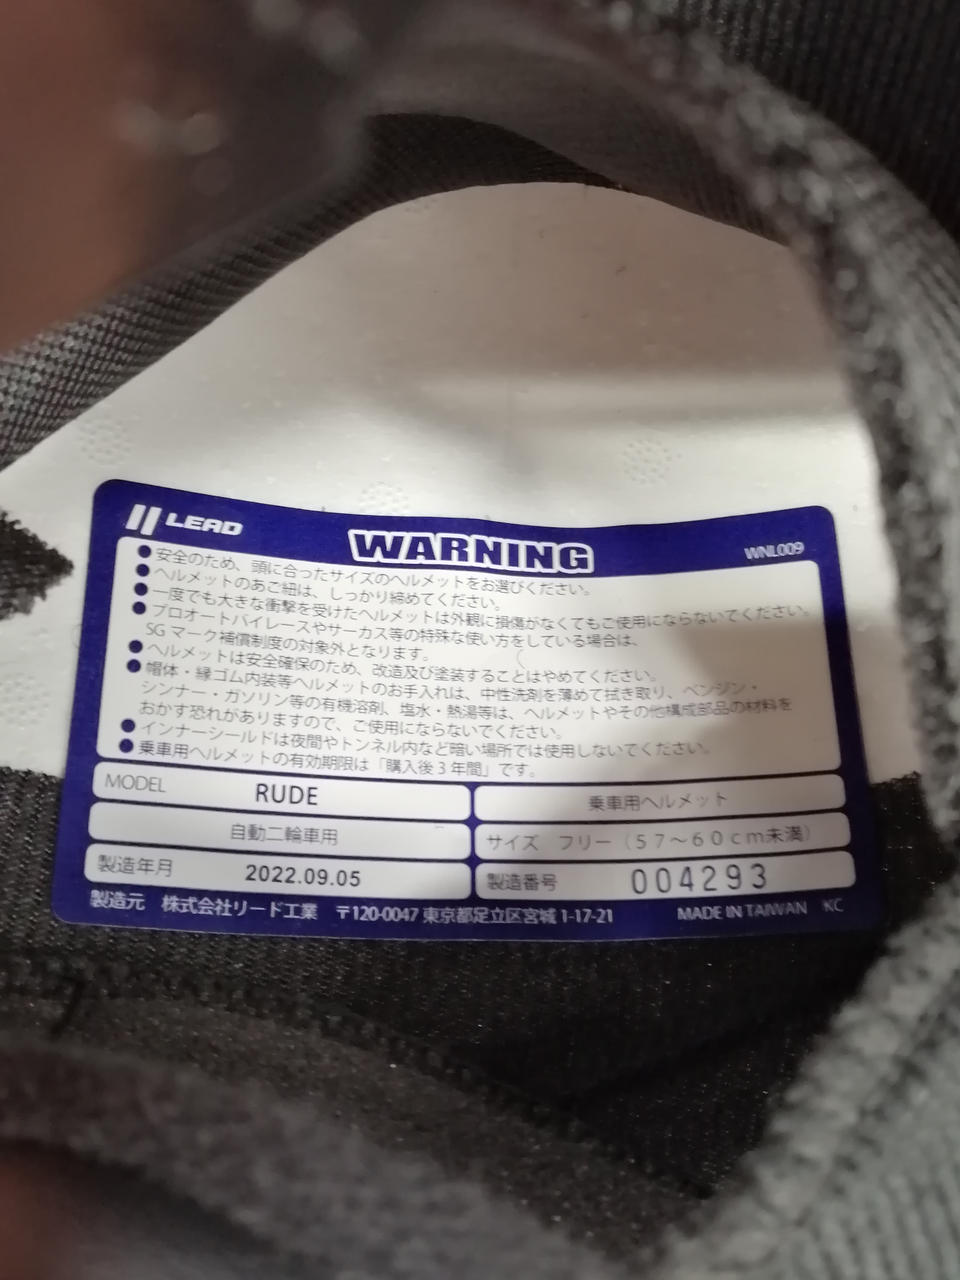 LEAD
WARNING
WNL009
●安全のため、頭に合ったサイズのヘルメットをお選びください。
●ヘルメットのあご紐は、しっかり締めてください。
●一度でも大きな衝撃を受けたヘルメットは外観に損傷がなくてもご使用にならないでください。
●プロオートバイレースやサーカス等の特殊な使い方をしている場合は、
SGマーク補償制度の対象外となります。
●ヘルメットは安全確保のため、改造及び塗装することはやめてください。
●帽体・縁ゴム内装等ヘルメットのお手入れは、中性洗剤を薄めて拭き取り、ベンジン・
シンナー・ガソリン等の有機溶剤、塩水・熱湯等は、ヘルメットやその他構成部品の材料を
おかす恐れがありますので、ご使用にならないでください。
●インナーシールドは夜間やトンネル内など暗い場所では使用しないでください。
●乗車用ヘルメットの有効期限は「購入後3年間」です。
MODEL RUDE
乗車用ヘルメット
自動二輪車用
サイズ フリー（57～60cm未満）
製造年月 2022.09.05
製造番号 004293
製造元 株式会社リード工業 〒120-0047 東京都足立区宮城1-17-21 MADE IN TAIWAN KC